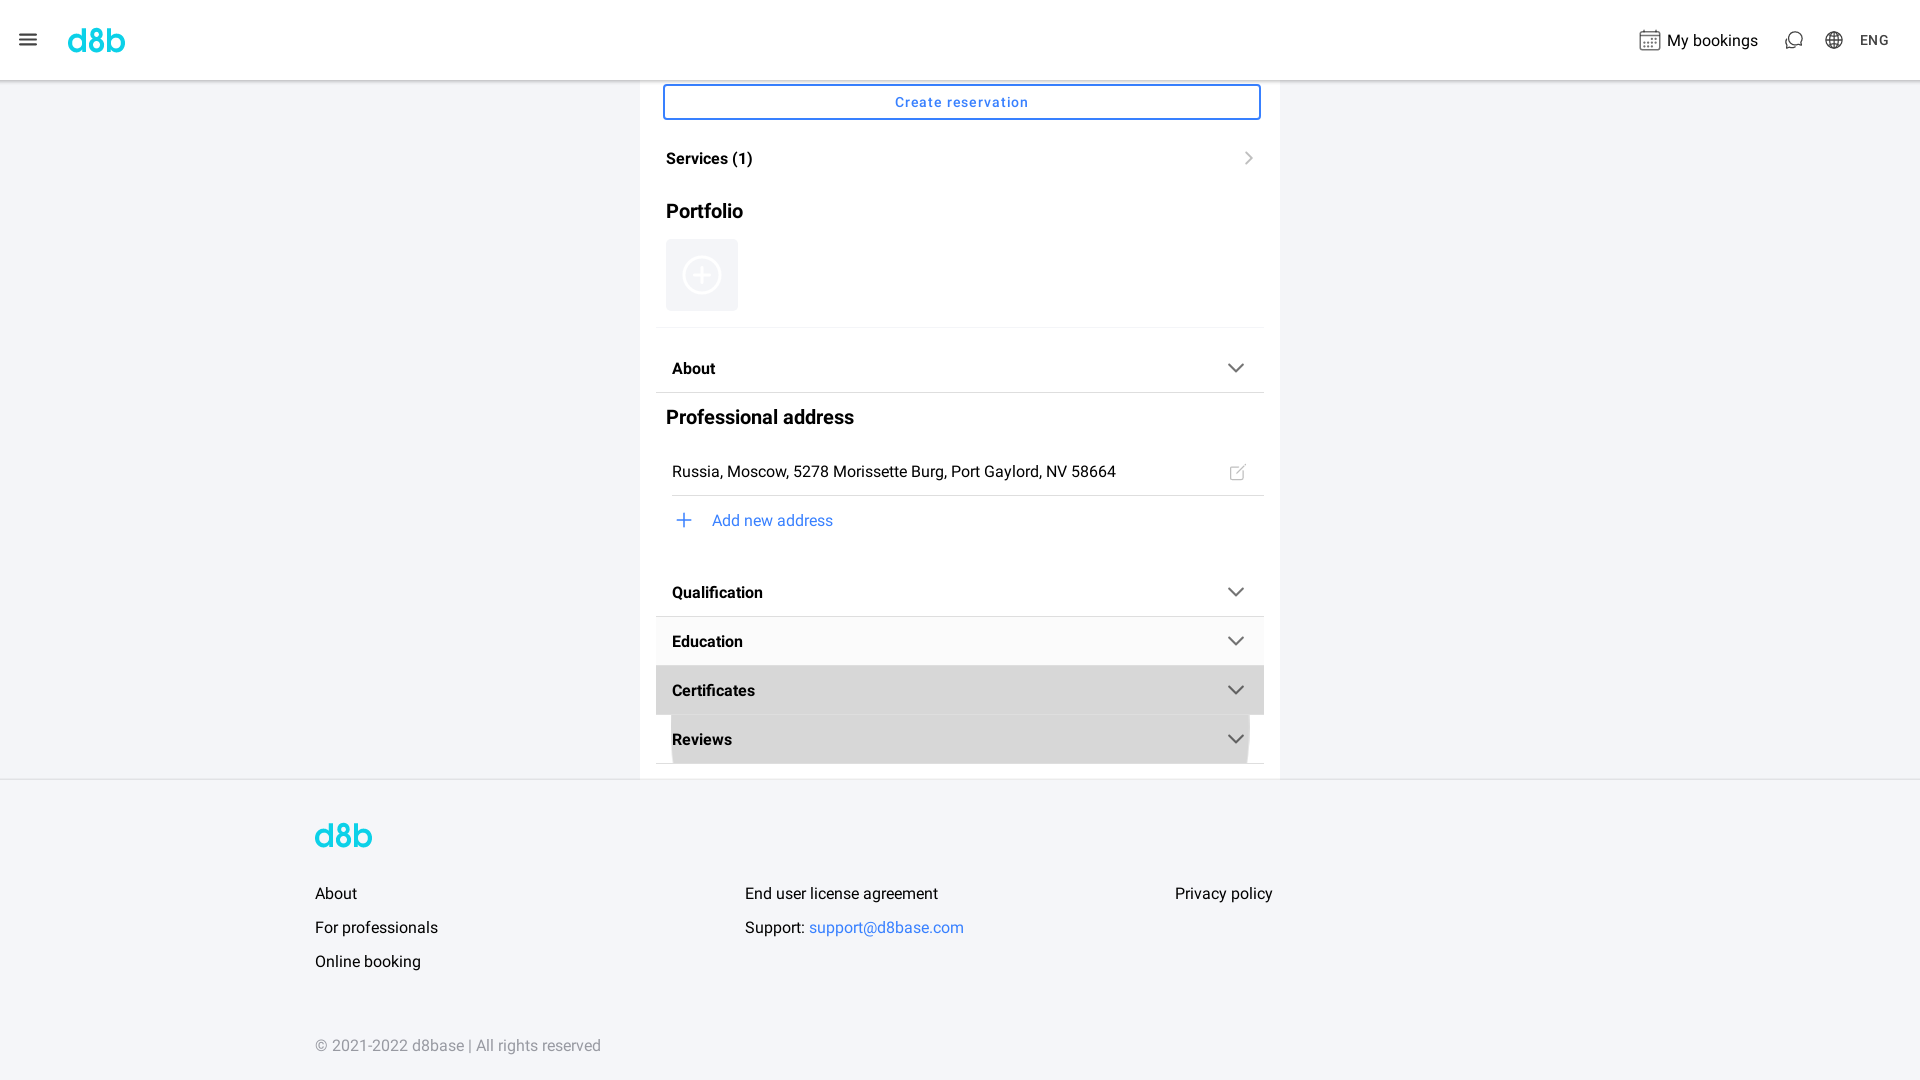 d8b
My bookings
ENG
Create reservation
Services (1)
Portfolio
About
Professional address
Russia, Moscow, 5278 Morissette Burg, Port Gaylord, NV 58664
Add new address
Qualification
Education
Certificates
Reviews
d8b
About
End user license agreement
Privacy policy
For professionals
Support: support@d8base.com
Online booking
© 2021-2022 d8base | All rights reserved